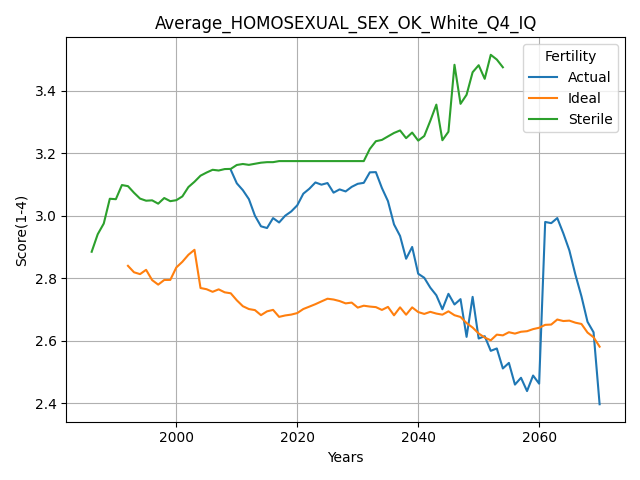 Average_HOMOSEXUAL_SEX_OK_White_Q4_IQ
Fertility
Actual
Ideal
Sterile
Score(1-4)
3.4
3.2
3.0
2.8
2.6
2.4
2000 2020 2040 2060
Years